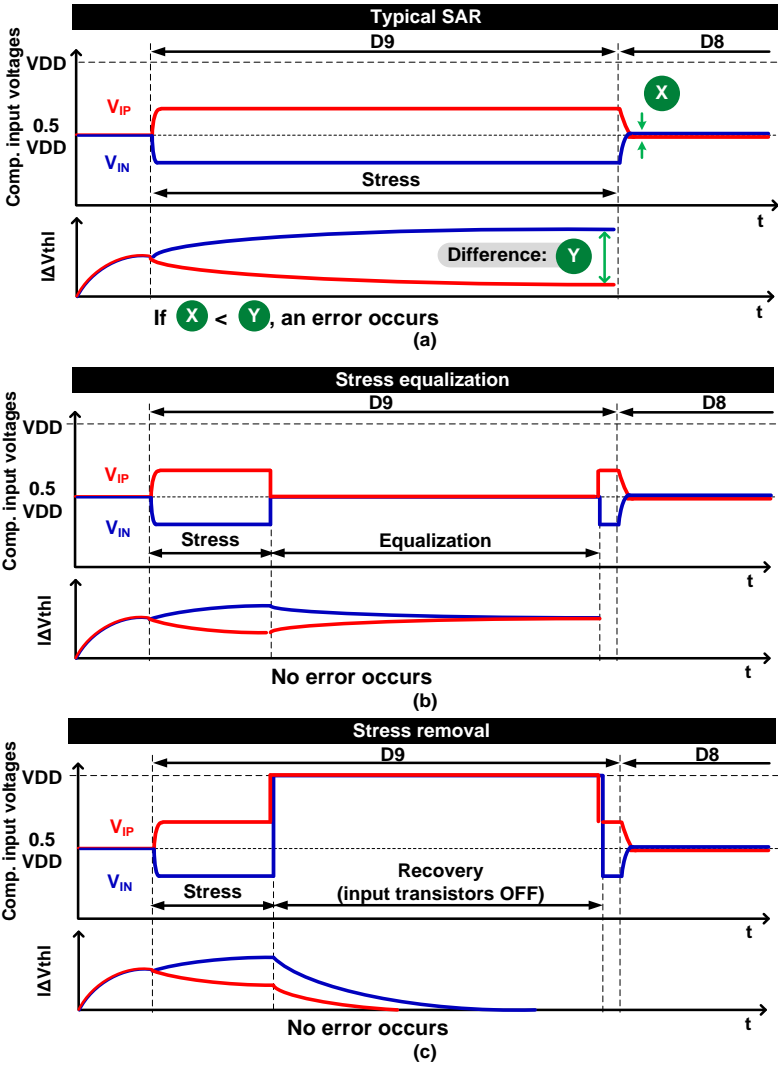 Typical SAR
D9 D8
Comp. input voltages
VDD
VIP
X
0.5
VDD
VIN
Stress
t
IΔVthI
Difference: Y
t
If X < Y, an error occurs
(a)
Stress equalization
D9 D8
Comp. input voltages
VDD
VIP
0.5
VDD
VIN
Stress Equalization
t
IΔVthI
t
No error occurs
(b)
Stress removal
D9 D8
Comp. input voltages
VDD
VIP
0.5
VDD
VIN
Recovery
Stress (input transistors OFF)
t
IΔVthI
t
No error occurs
(c)